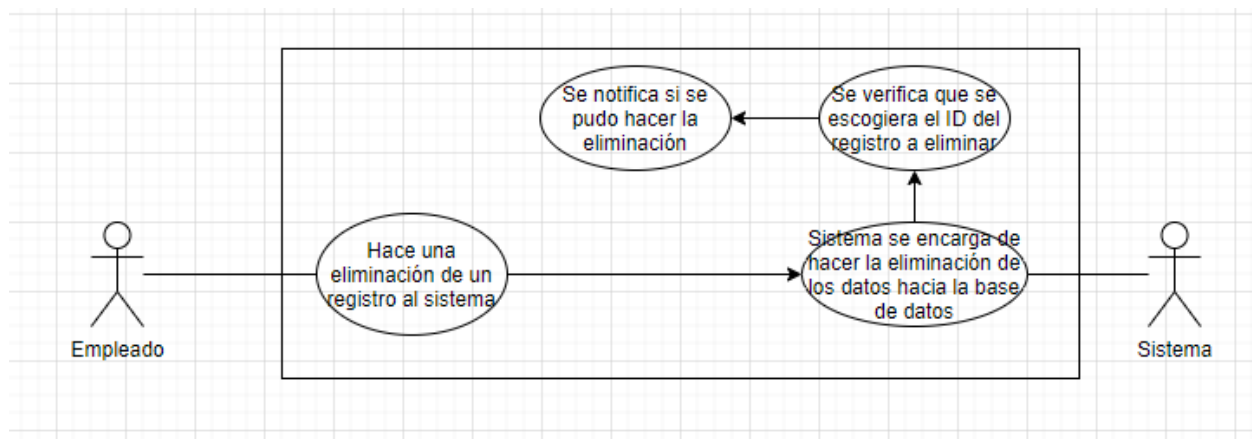 Se notifica si se
pudo hacer la
eliminación
Se verifica que se
escogiera el ID del
registro a eliminar
Hace una
eliminación de un
registro al sistema
Sistema se encarga de
hacer la eliminación de
los datos hacia la base
de datos
Empleado
Sistema